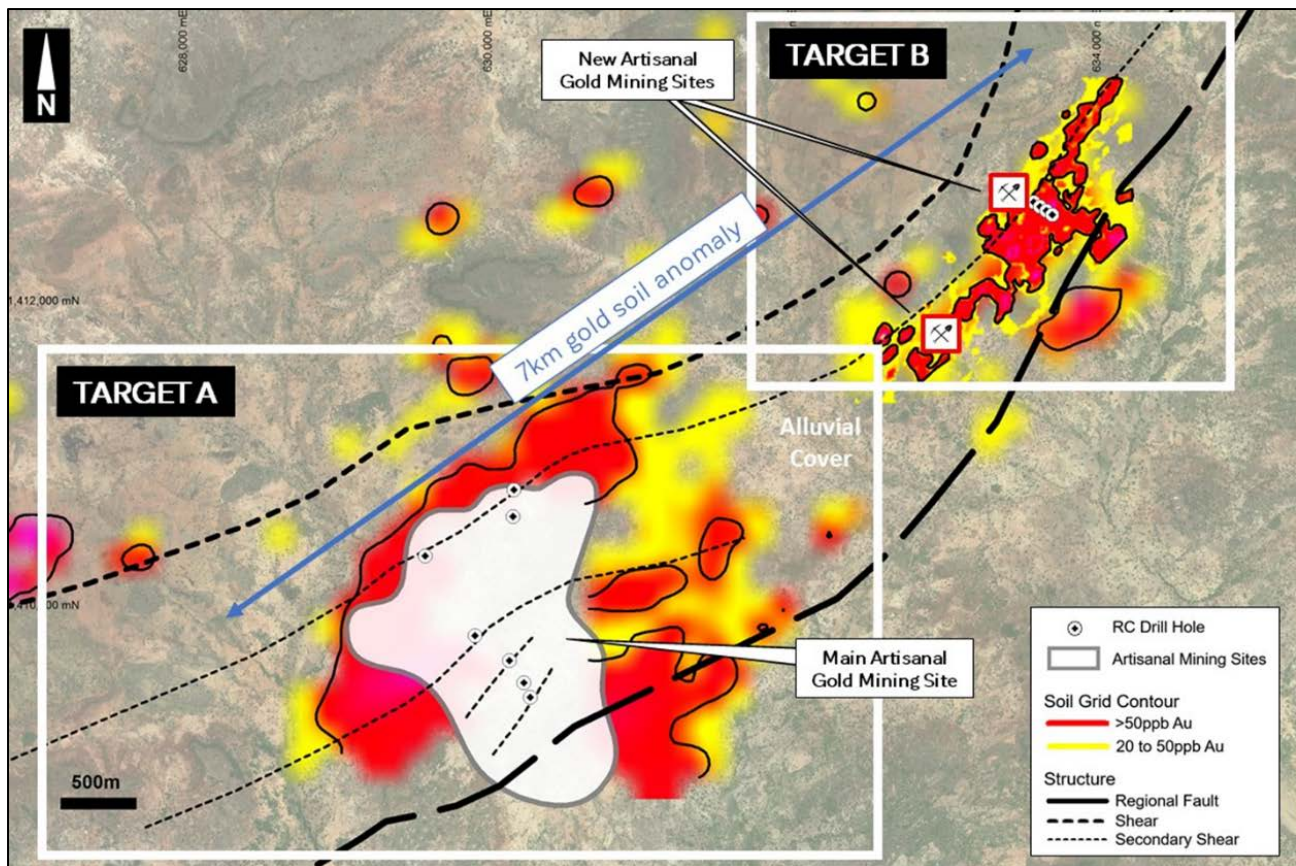 628,000 mE
630,000 mE
634,000 mE
N
New Artisanal
Gold Mining Sites
TARGET B
7km gold soil anomaly
1,412,000 mN
TARGET A
Alluvial
Cover
,410,000 mN
Main Artisanal
Gold Mining Site
500m
RC Drill Hole
Artisanal Mining Sites
Soil Grid Contour
>50ppb Au
20 to 50ppb Au
Structure
Regional Fault
Shear
Secondary Shear